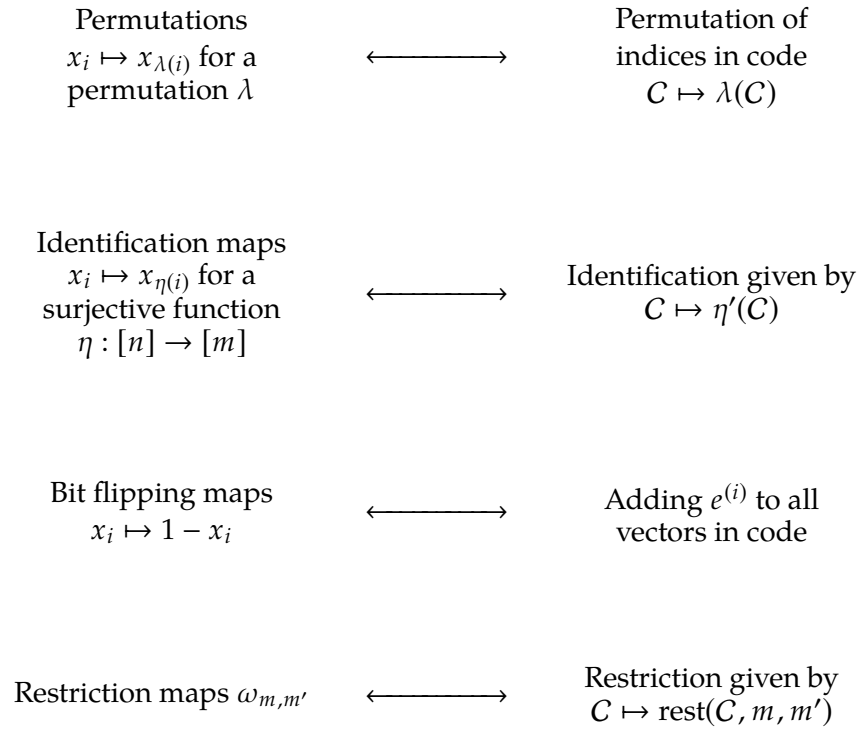 Permutations
x_i ↦ x_{λ(i)} for a
permutation λ
⟷
Permutation of
indices in code
C ↦ λ(C)
Identification maps
x_i ↦ x_{η(i)} for a
surjective function
η : [n] → [m]
⟷
Identification given by
C ↦ η′(C)
Bit flipping maps
x_i ↦ 1 − x_i
⟷
Adding e^{(i)} to all
vectors in code
Restriction maps ω_{m,m′}
⟷
Restriction given by
C ↦ rest(C, m, m′)